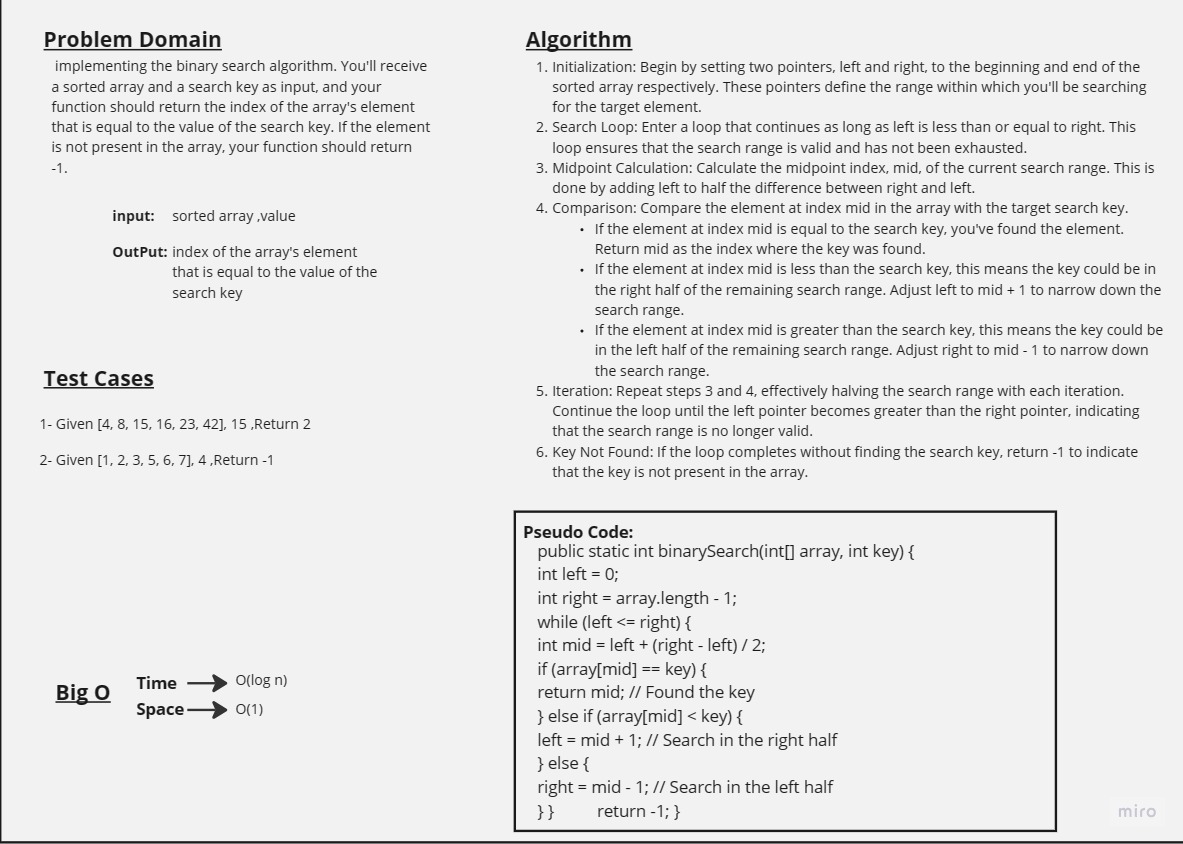 Problem Domain
implementing the binary search algorithm. You'll receive
a sorted array and a search key as input, and your
function should return the index of the array's element
that is equal to the value of the search key. If the element
is not present in the array, your function should return
-1.
input: sorted array ,value
OutPut: index of the array's element
that is equal to the value of the
search key
Test Cases
1- Given [4, 8, 15, 16, 23, 42], 15 ,Return 2
2- Given [1, 2, 3, 5, 6, 7], 4 ,Return -1
Big O
Time O(log n)
Space O(1)
Algorithm
1. Initialization: Begin by setting two pointers, left and right, to the beginning and end of the
sorted array respectively. These pointers define the range within which you'll be searching
for the target element.
2. Search Loop: Enter a loop that continues as long as left is less than or equal to right. This
loop ensures that the search range is valid and has not been exhausted.
3. Midpoint Calculation: Calculate the midpoint index, mid, of the current search range. This is
done by adding left to half the difference between right and left.
4. Comparison: Compare the element at index mid in the array with the target search key.
• If the element at index mid is equal to the search key, you've found the element.
Return mid as the index where the key was found.
• If the element at index mid is less than the search key, this means the key could be in
the right half of the remaining search range. Adjust left to mid + 1 to narrow down the
search range.
• If the element at index mid is greater than the search key, this means the key could be
in the left half of the remaining search range. Adjust right to mid - 1 to narrow down
the search range.
5. Iteration: Repeat steps 3 and 4, effectively halving the search range with each iteration.
Continue the loop until the left pointer becomes greater than the right pointer, indicating
that the search range is no longer valid.
6. Key Not Found: If the loop completes without finding the search key, return -1 to indicate
that the key is not present in the array.
Pseudo Code:
public static int binarySearch(int[] array, int key) {
int left = 0;
int right = array.length - 1;
while (left <= right) {
int mid = left + (right - left) / 2;
if (array[mid] == key) {
return mid; // Found the key
} else if (array[mid] < key) {
left = mid + 1; // Search in the right half
} else {
right = mid - 1; // Search in the left half
} } return -1; }
miro